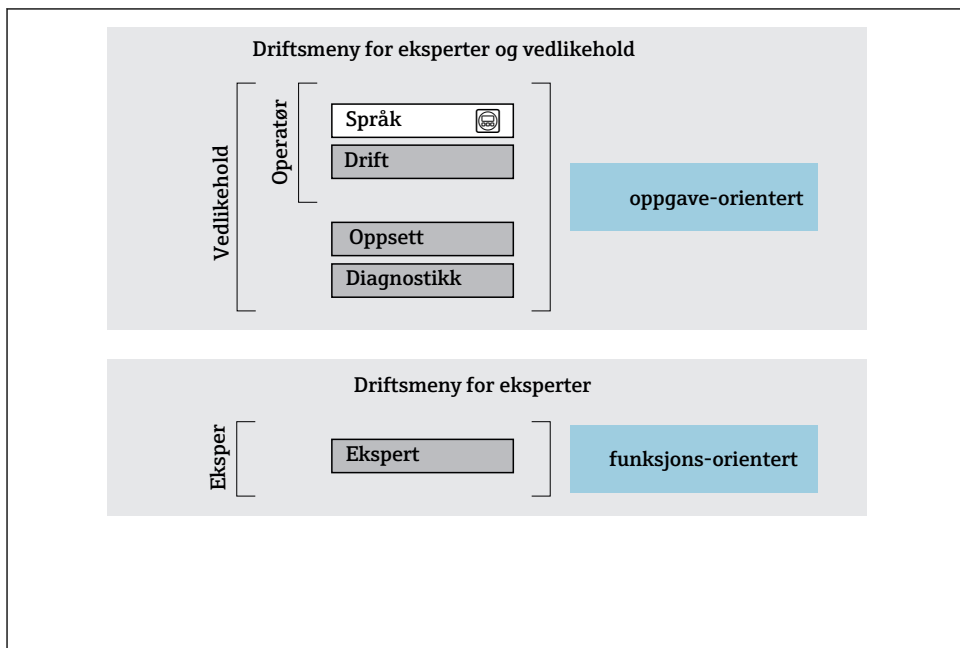 Driftsmeny for eksperter og vedlikehold
Vedlikehold
Operatør
Språk
Drift
Oppsett
Diagnostikk
oppgave-orientert
Driftsmeny for eksperter
Eksper
Ekspert
funksjons-orientert